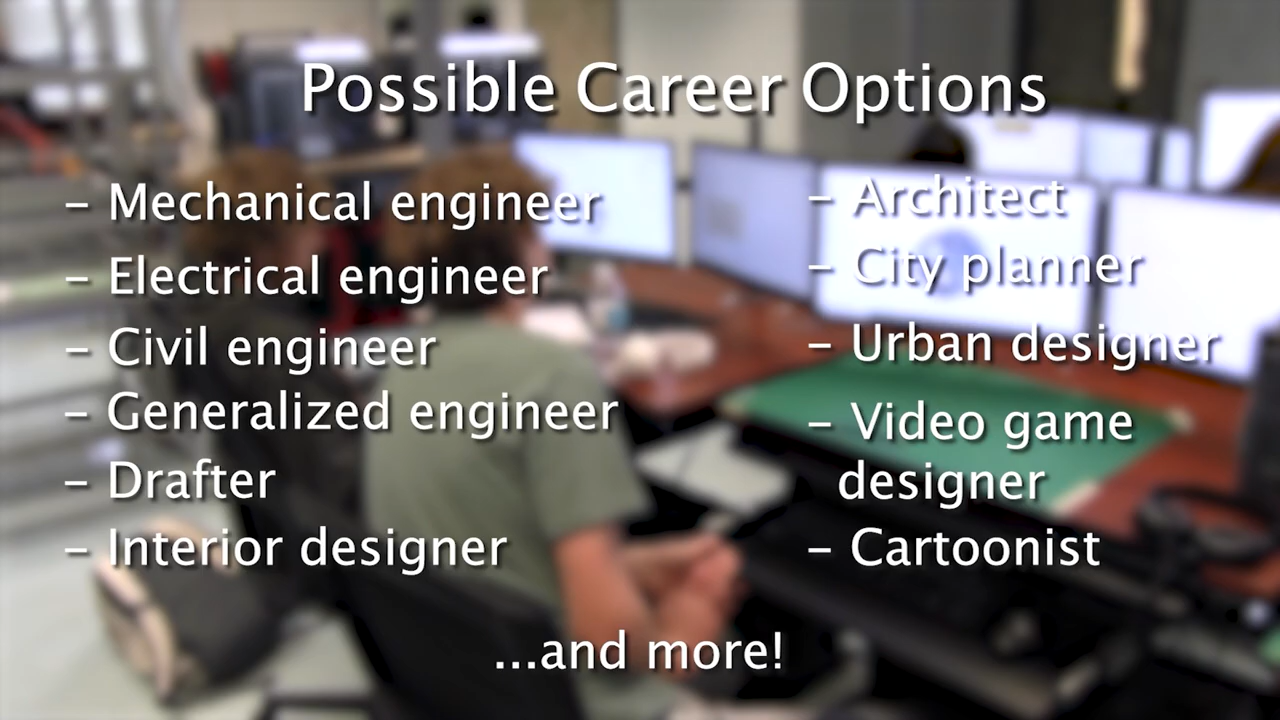 Possible Career Options
– Mechanical engineer
– Electrical engineer
– Civil engineer
– Generalized engineer
– Drafter
– Interior designer
– Architect
– City planner
– Urban designer
– Video game
designer
– Cartoonist
...and more!